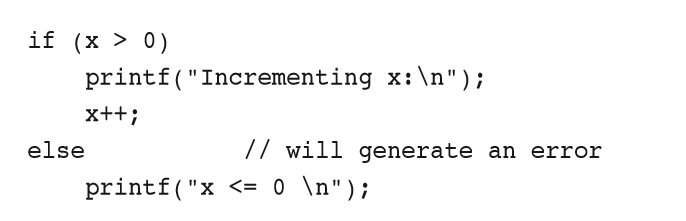 if (x > 0)
    printf("Incrementing x:\n");
    x++;
else           // will generate an error
    printf("x <= 0 \n");